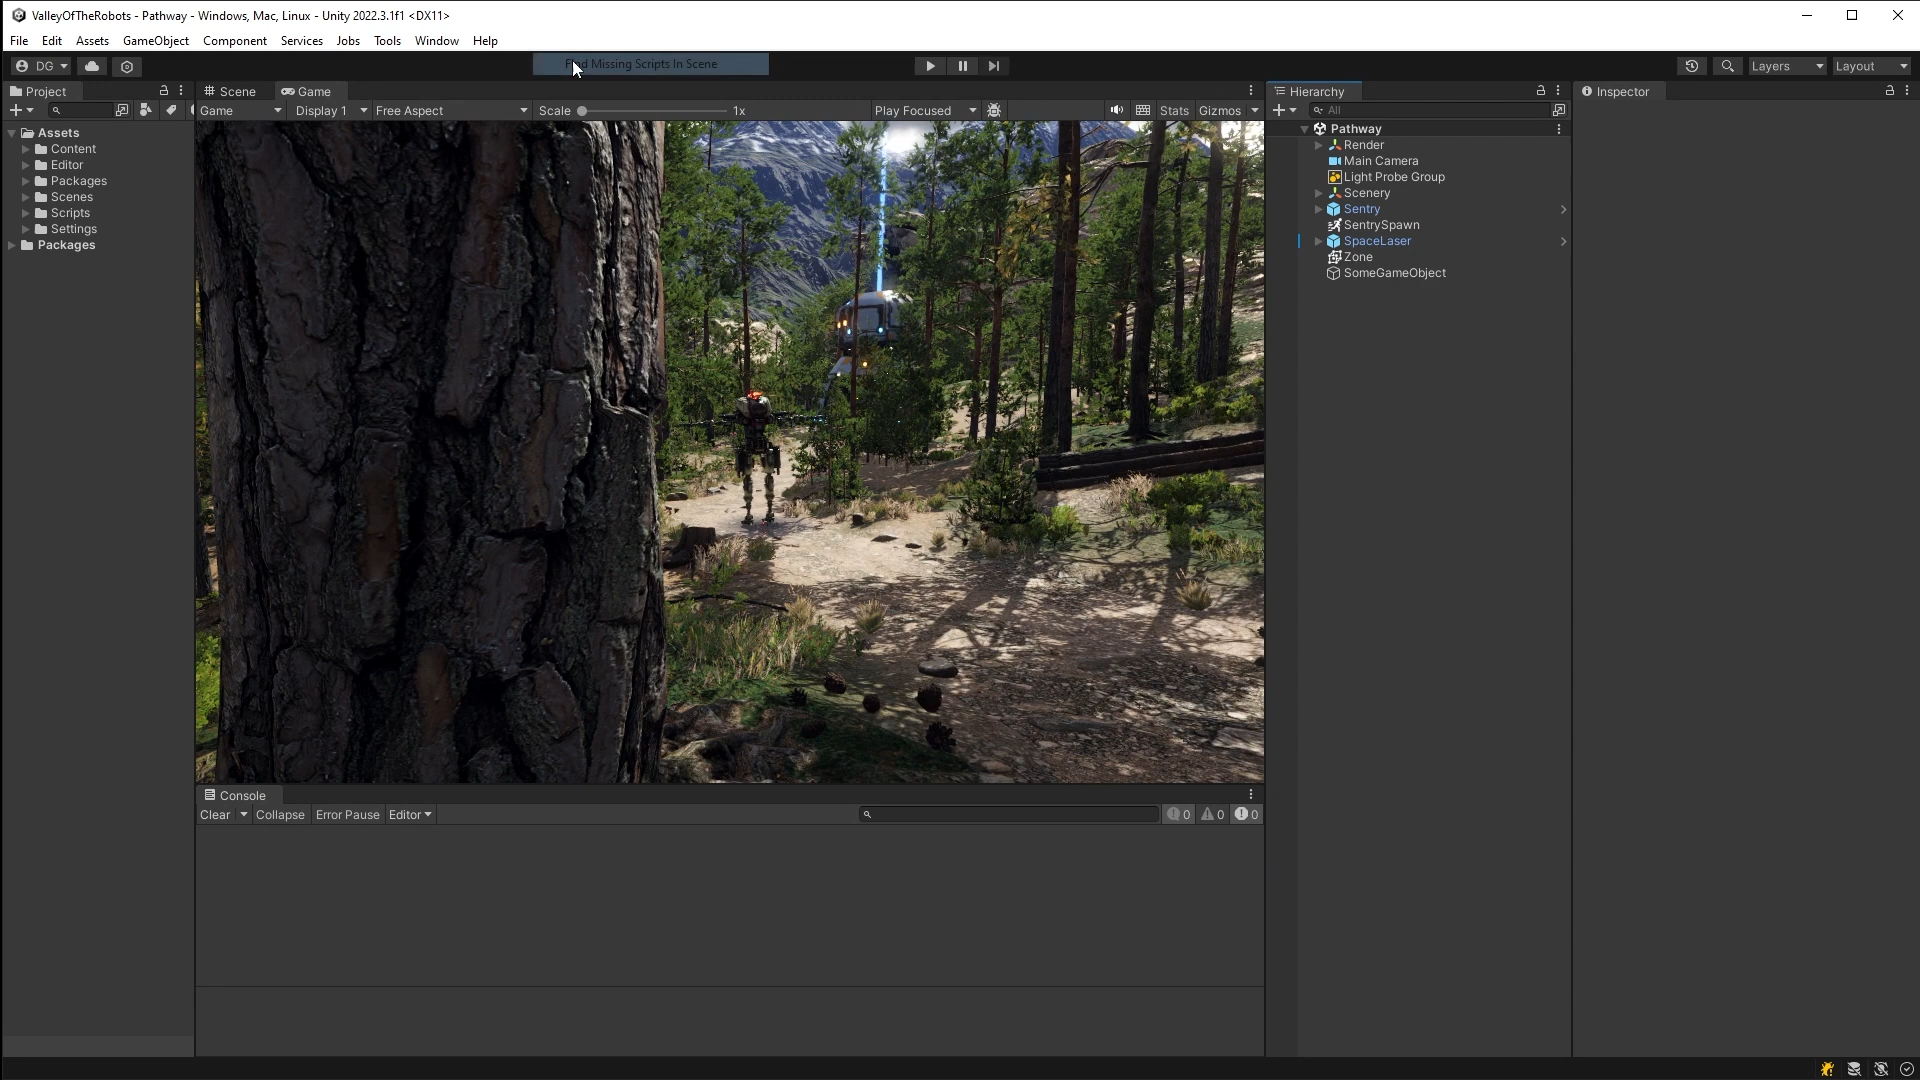 ValleyOfTheRobots - Pathway - Windows, Mac, Linux - Unity 2022.3.1f1 <DX11>
File Edit Assets GameObject Component Services Jobs Tools Window Help
DG
Missing Scripts In Scene
Layers
Layout
Project
Scene
Game
Hierarchy
Inspector
Game
Display 1
Free Aspect
Scale
1x
Play Focused
Stats
Gizmos
All
Assets
Content
Editor
Packages
Scenes
Scripts
Settings
Packages
Pathway
Render
Main Camera
Light Probe Group
Scenery
Sentry
SentrySpawn
SpaceLaser
Zone
SomeGameObject
Console
Clear
Collapse
Error Pause
Editor
0
0
0